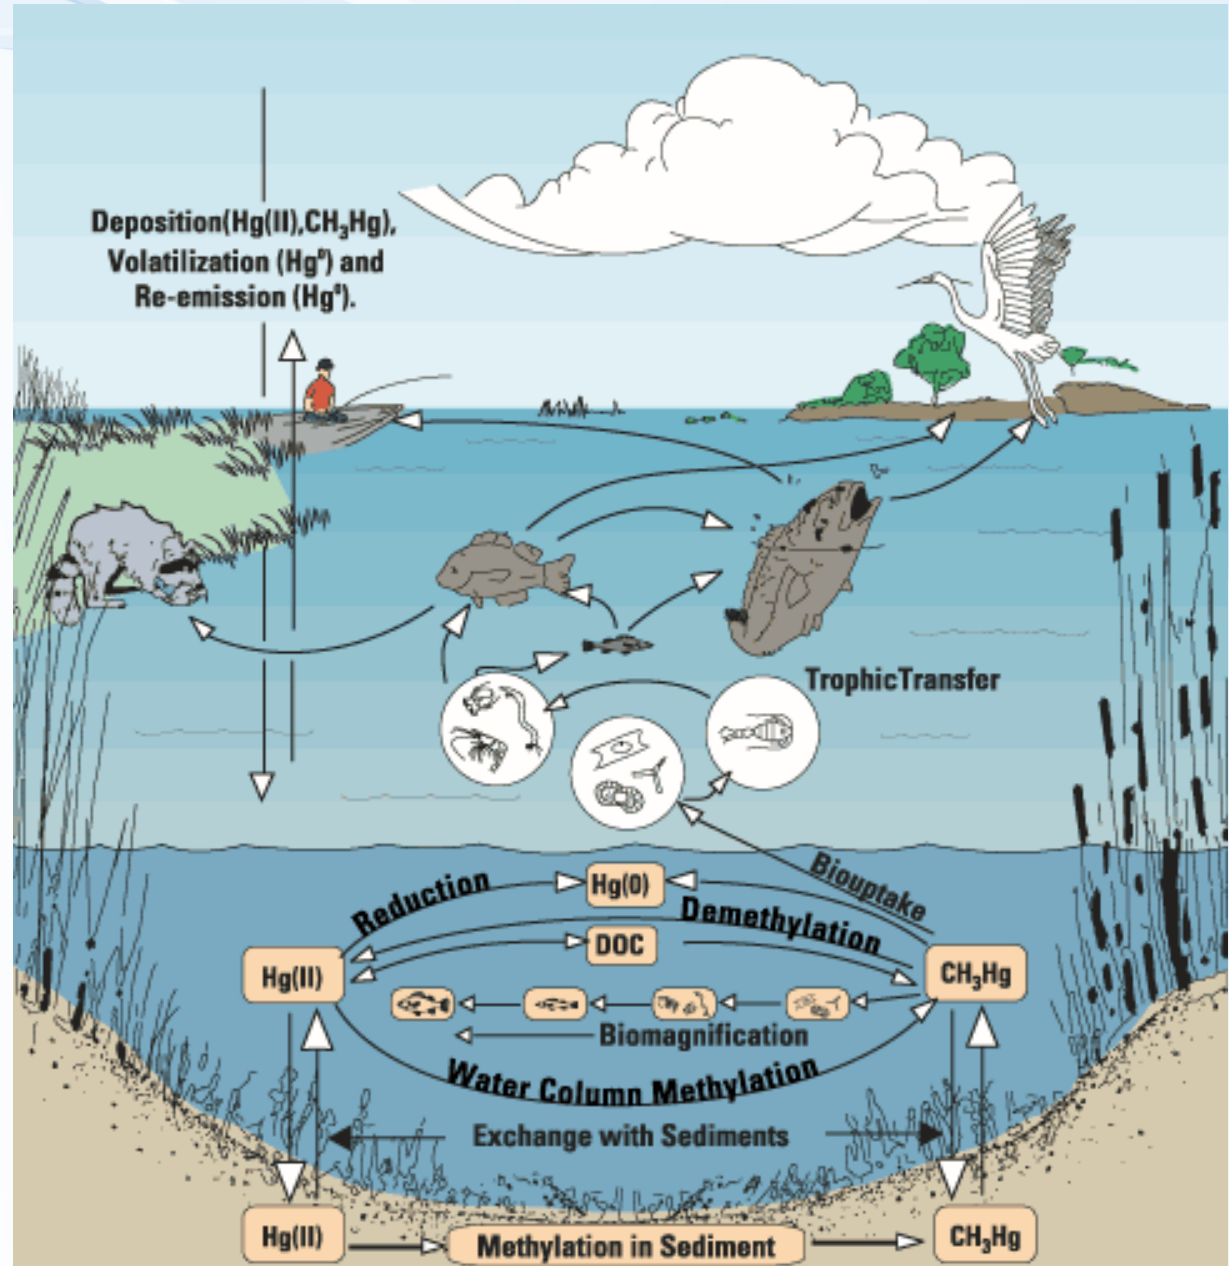 Deposition(Hg(II),CH₃Hg),
Volatilization (Hg⁰) and
Re-emission (Hg⁰).
TrophicTransfer
Biouptake
Reduction
Hg(0)
Demethylation
DOC
Hg(II)
CH₃Hg
Biomagnification
Water Column Methylation
Exchange with Sediments
Hg(II)
Methylation in Sediment
CH₃Hg